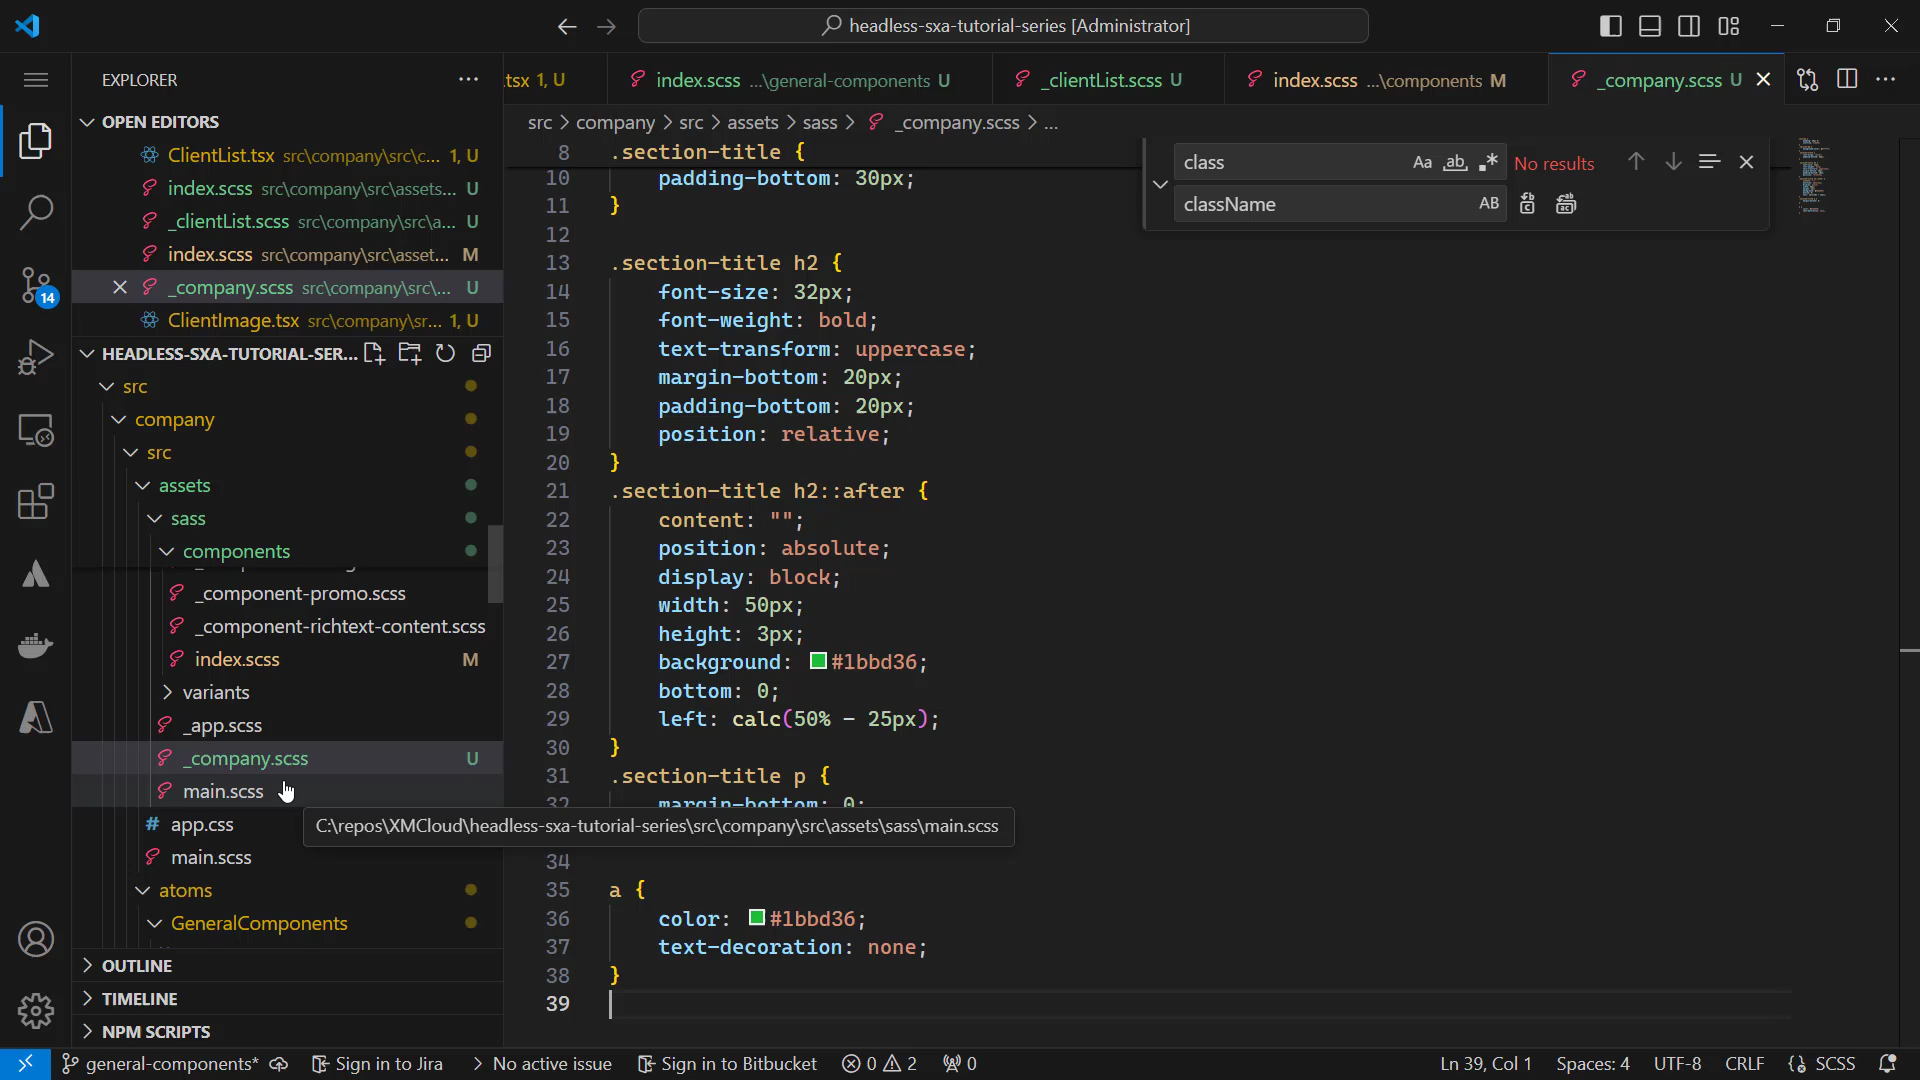 headless-sxa-tutorial-series [Administrator]
EXPLORER
.tsx 1, U
index.scss ...\general-components U
_clientList.scss U
index.scss ...\components M
_company.scss U
OPEN EDITORS
ClientList.tsx src\company\src\c... 1, U
index.scss src\company\src\assets... U
_clientList.scss src\company\src\a... U
index.scss src\company\src\asset... M
_company.scss src\company\src\... U
ClientImage.tsx src\company\sr... 1, U
HEADLESS-SXA-TUTORIAL-SER...
src
company
src
assets
sass
components
_component-promo.scss
_component-richtext-content.scss
index.scss M
variants
_app.scss
_company.scss U
main.scss
app.css
main.scss
atoms
GeneralComponents
OUTLINE
TIMELINE
NPM SCRIPTS
14
src > company > src > assets > sass > _company.scss > ...
8 .section-title {
10 padding-bottom: 30px;
11 }
12
13 .section-title h2 {
14 font-size: 32px;
15 font-weight: bold;
16 text-transform: uppercase;
17 margin-bottom: 20px;
18 padding-bottom: 20px;
19 position: relative;
20 }
21 .section-title h2::after {
22 content: "";
23 position: absolute;
24 display: block;
25 width: 50px;
26 height: 3px;
27 background: #1bbd36;
28 bottom: 0;
29 left: calc(50% - 25px);
30 }
31 .section-title p {
32 margin-bottom: 0;
C:\repos\XMCloud\headless-sxa-tutorial-series\src\company\src\assets\sass\main.scss
34
35 a {
36 color: #1bbd36;
37 text-decoration: none;
38 }
39
class Aa ab .* No results
className AB
general-components* Sign in to Jira > No active issue Sign in to Bitbucket 0 2 0
Ln 39, Col 1 Spaces: 4 UTF-8 CRLF {} SCSS